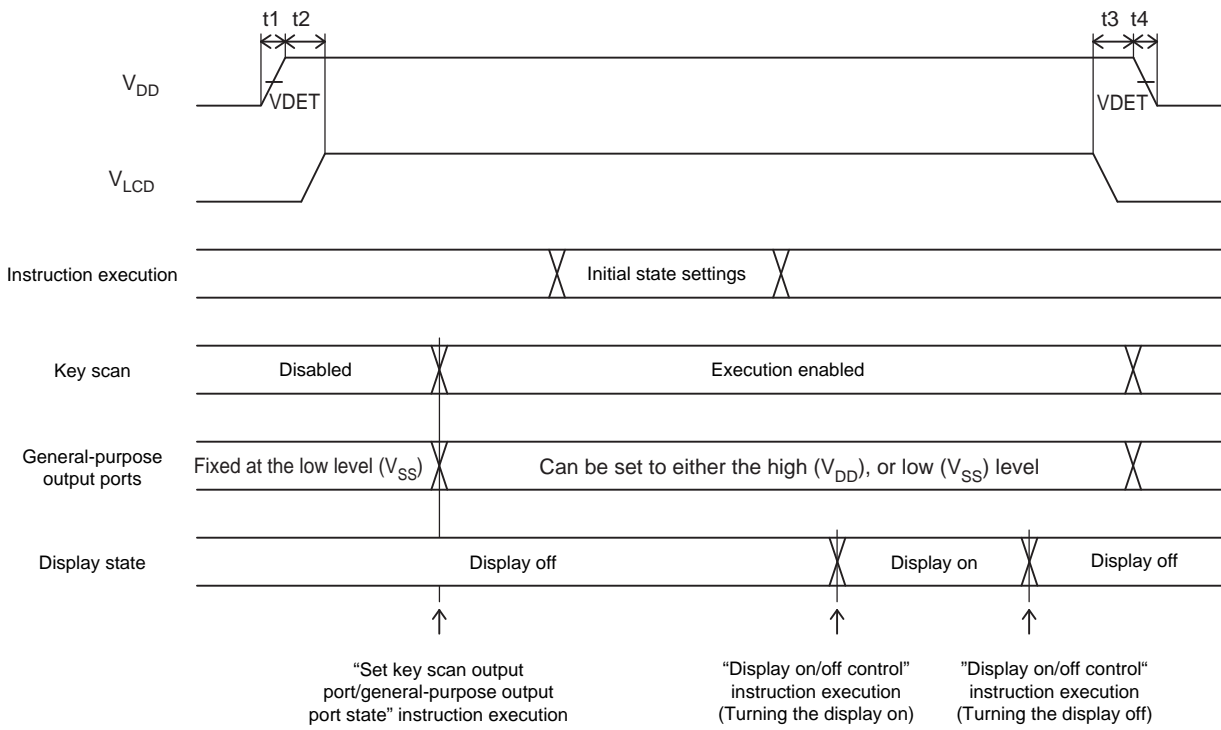 t1 t2 t3 t4
VDD
VDET VDET
VLCD
Instruction execution Initial state settings
Key scan Disabled Execution enabled
General-purpose
output ports
Fixed at the low level (VSS) Can be set to either the high (VDD), or low (VSS) level
Display state Display off Display on Display off
“Set key scan output
port/general-purpose output
port state” instruction execution
“Display on/off control”
instruction execution
(Turning the display on)
”Display on/off control“
instruction execution
(Turning the display off)